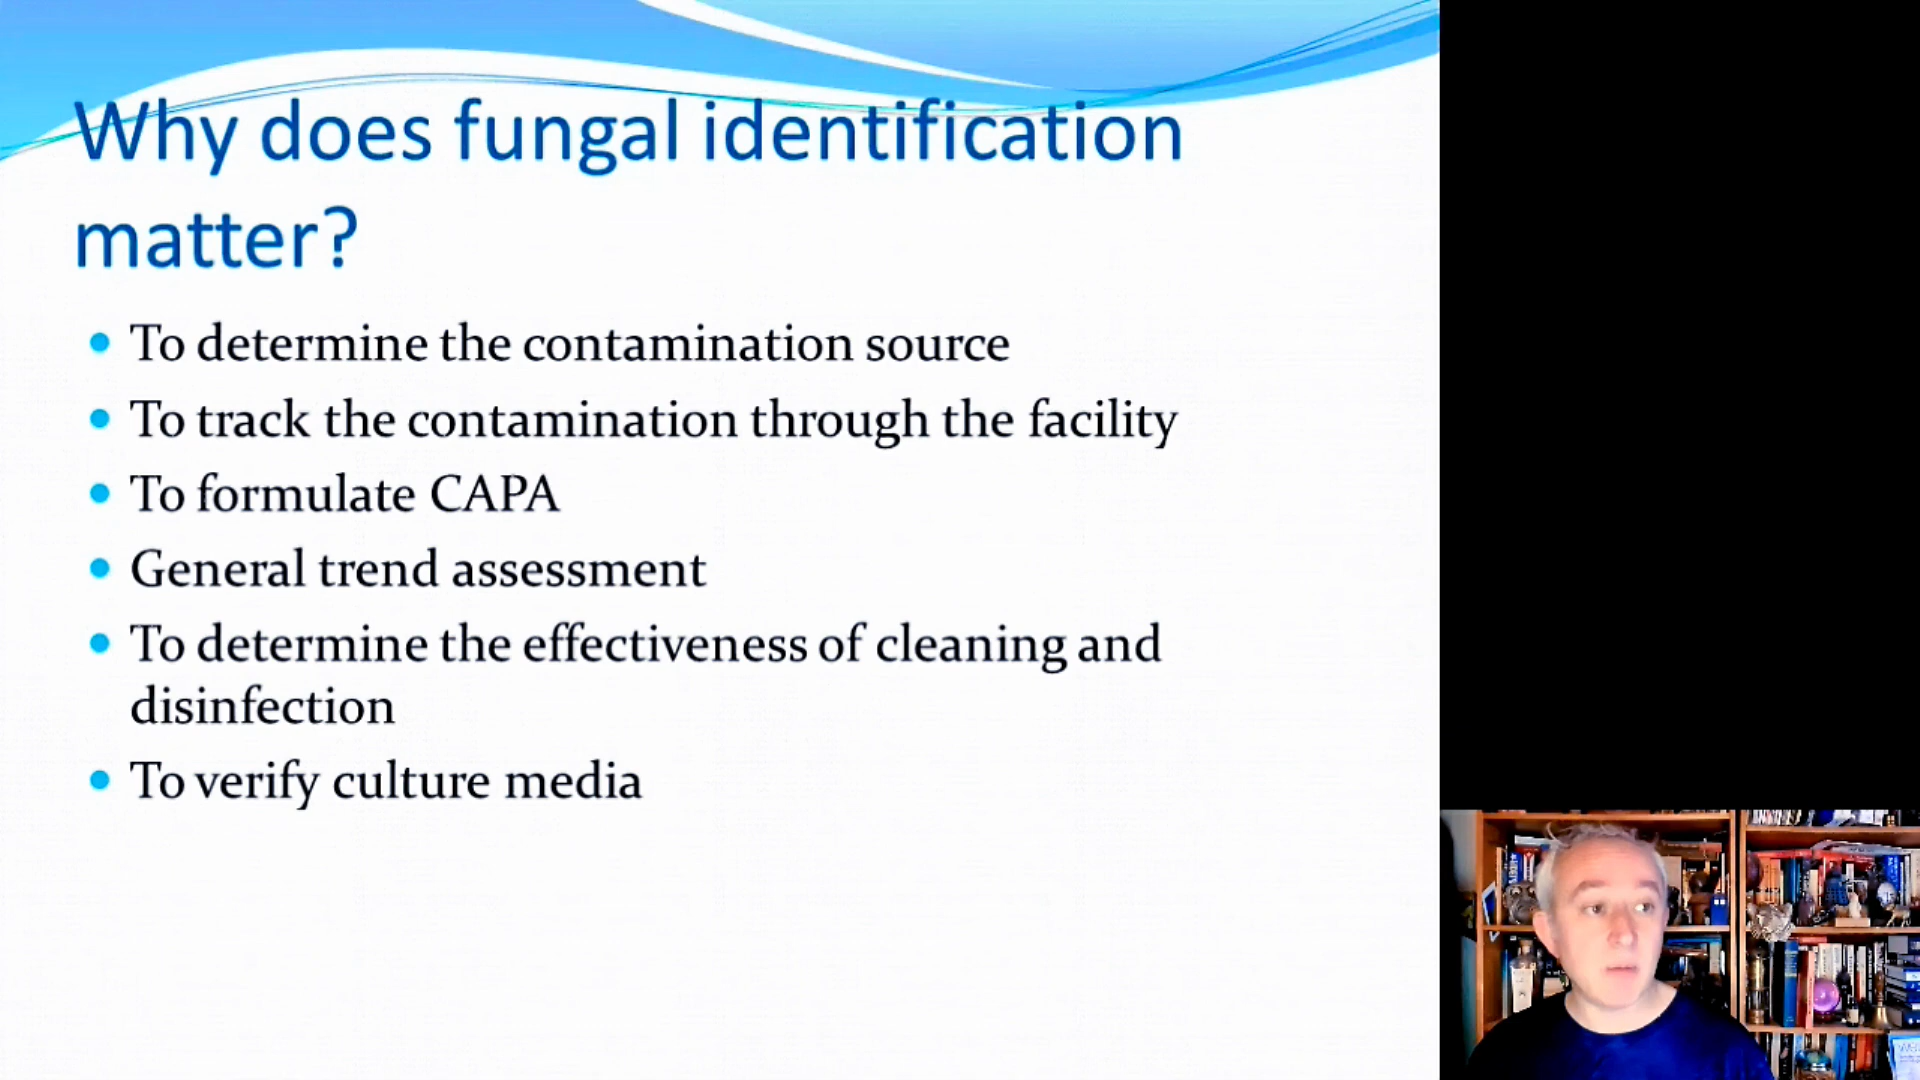 Why does fungal identification
matter?
To determine the contamination source
To track the contamination through the facility
To formulate CAPA
General trend assessment
To determine the effectiveness of cleaning and
disinfection
To verify culture media